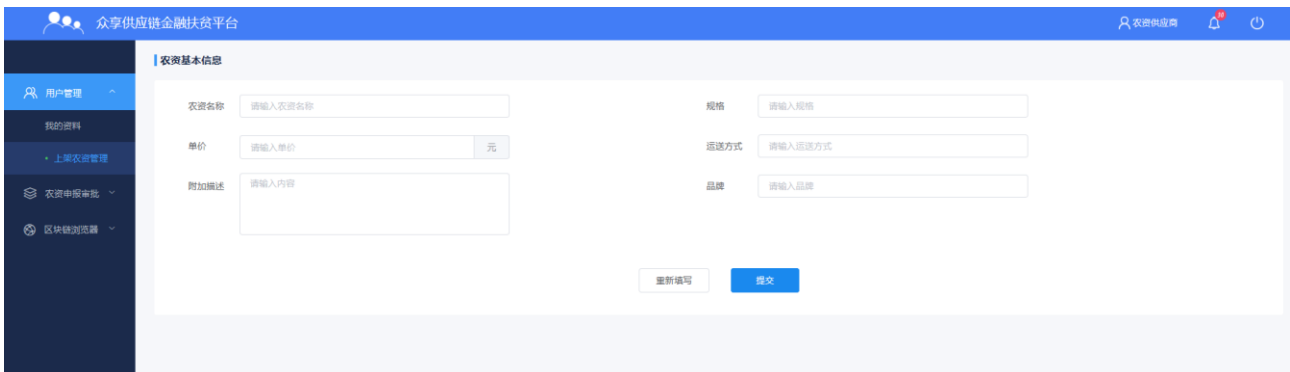 众享供应链金融扶贫平台
农资供应商
10
用户管理
我的资料
上架农资管理
农资申报审批
区块链浏览器
农资基本信息
农资名称 请输入农资名称 规格 请输入规格
单价 请输入单价 元 运送方式 请输入运送方式
附加描述 请输入内容 品牌 请输入品牌
重新填写 提交